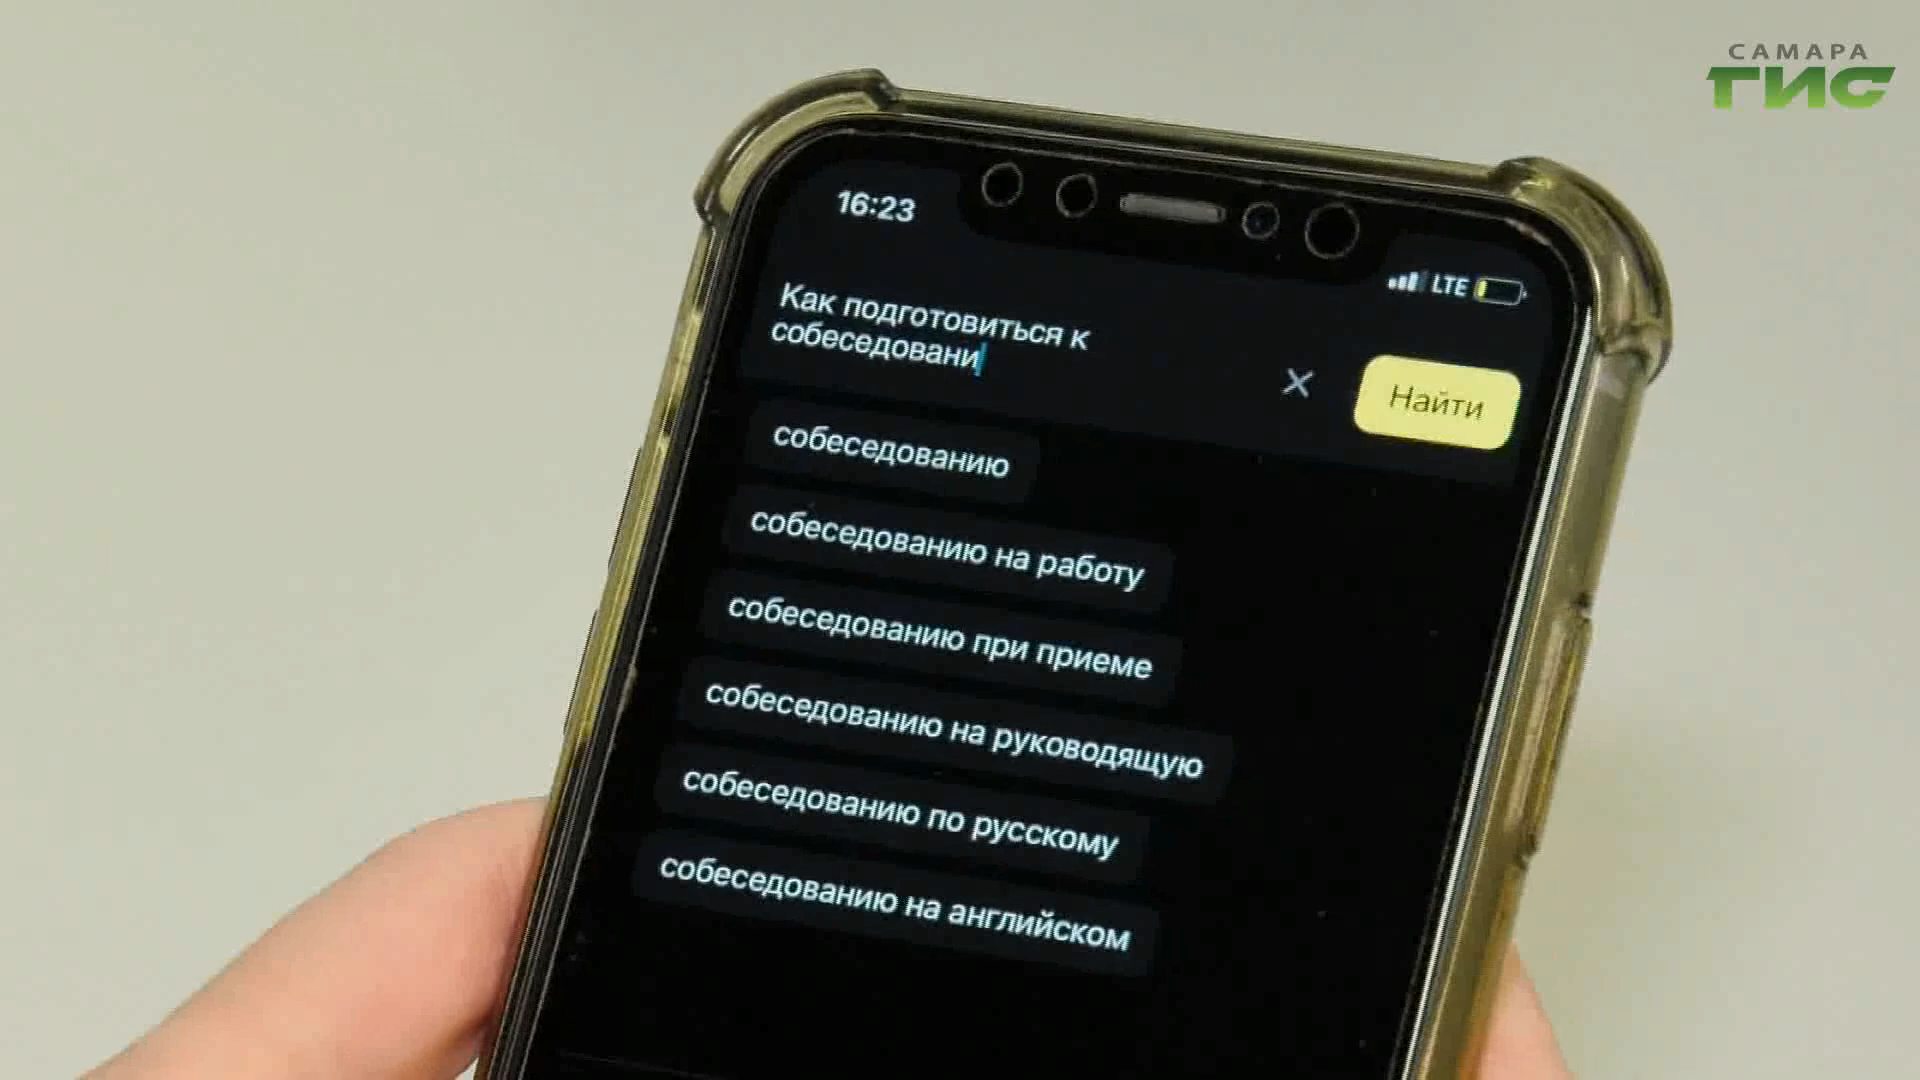 САМАРА
ГИС
16:23
LTE
Как подготовиться к
собеседовани
Найти
собеседованию
собеседованию на работу
собеседованию при приеме
собеседованию на руководящую
собеседованию по русскому
собеседованию на английском